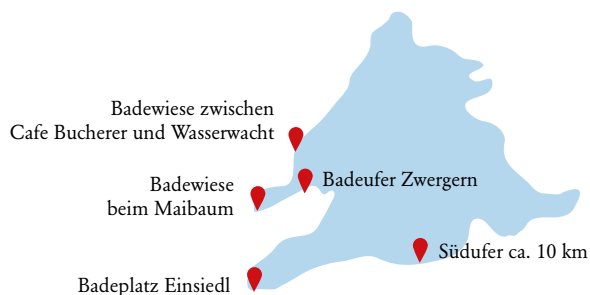 Badewiese zwischen
Cafe Bucherer und Wasserwacht
Badewiese
beim Maibaum
Badeufer Zwergern
Südufer ca. 10 km
Badeplatz Einsiedl